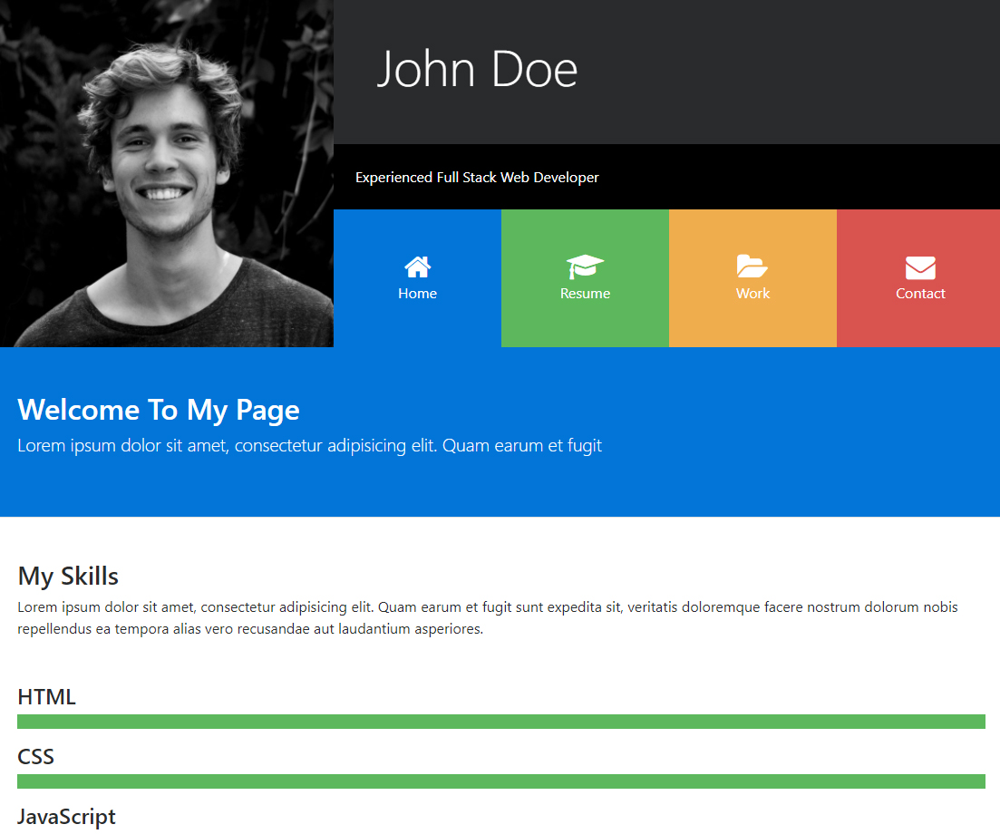 John Doe
Experienced Full Stack Web Developer
Home
Resume
Work
Contact
Welcome To My Page
Lorem ipsum dolor sit amet, consectetur adipisicing elit. Quam earum et fugit
My Skills
Lorem ipsum dolor sit amet, consectetur adipisicing elit. Quam earum et fugit sunt expedita sit, veritatis doloremque facere nostrum dolorum nobis
repellendus ea tempora alias vero recusandae aut laudantium asperiores.
HTML
CSS
JavaScript